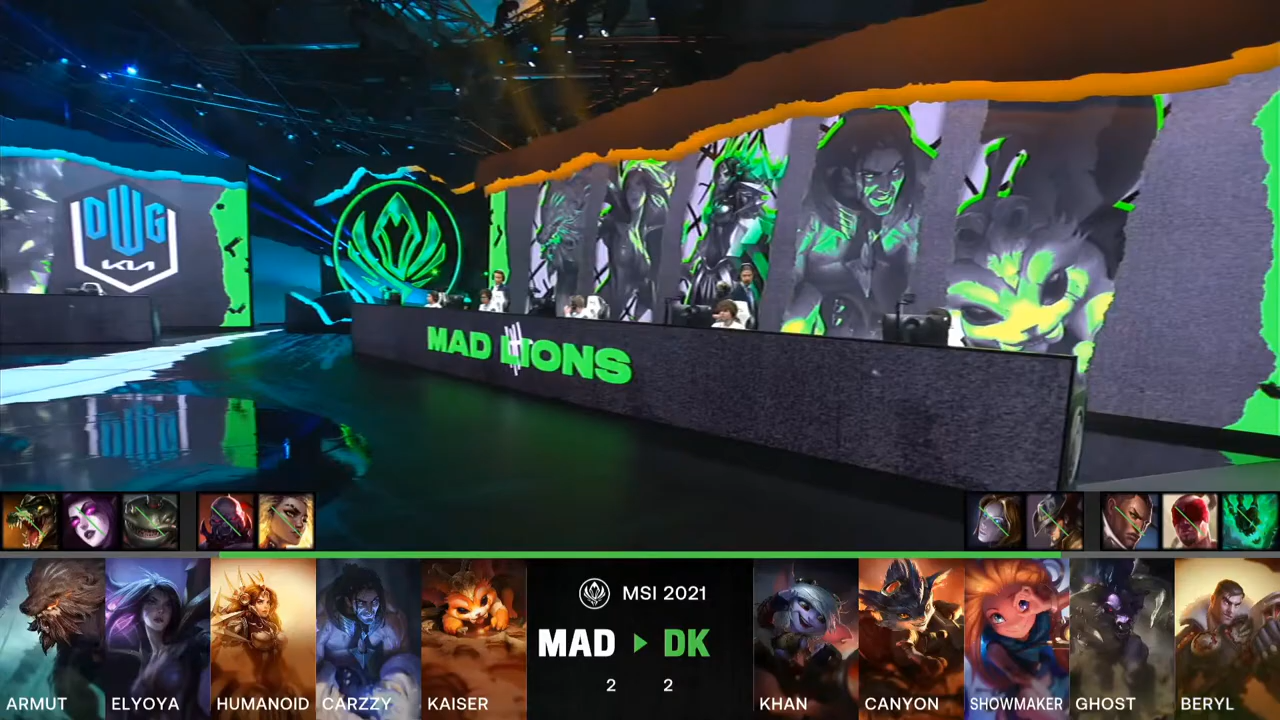 DWG
KIA
MAD LIONS
MSI 2021
MAD DK
2 2
ARMUT ELYOYA HUMANOID CARZZY KAISER KHAN CANYON SHOWMAKER GHOST BERYL